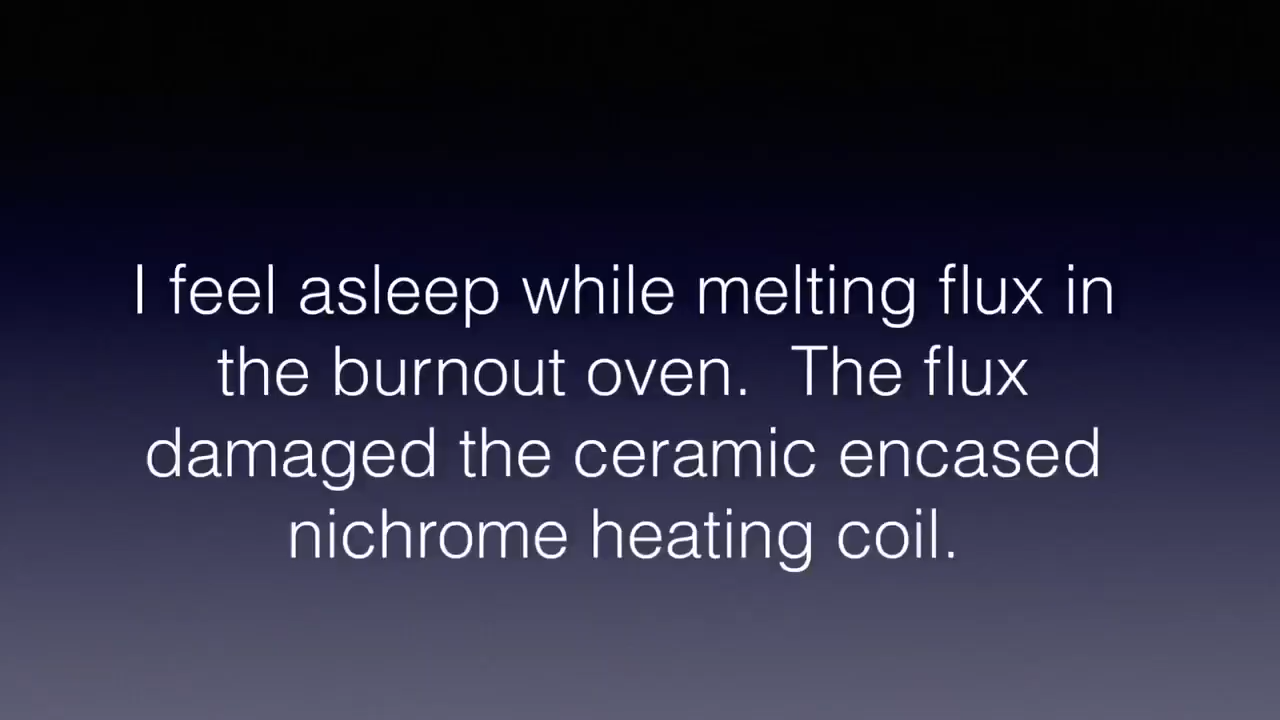 I feel asleep while melting flux in
the burnout oven.  The flux
damaged the ceramic encased
nichrome heating coil.